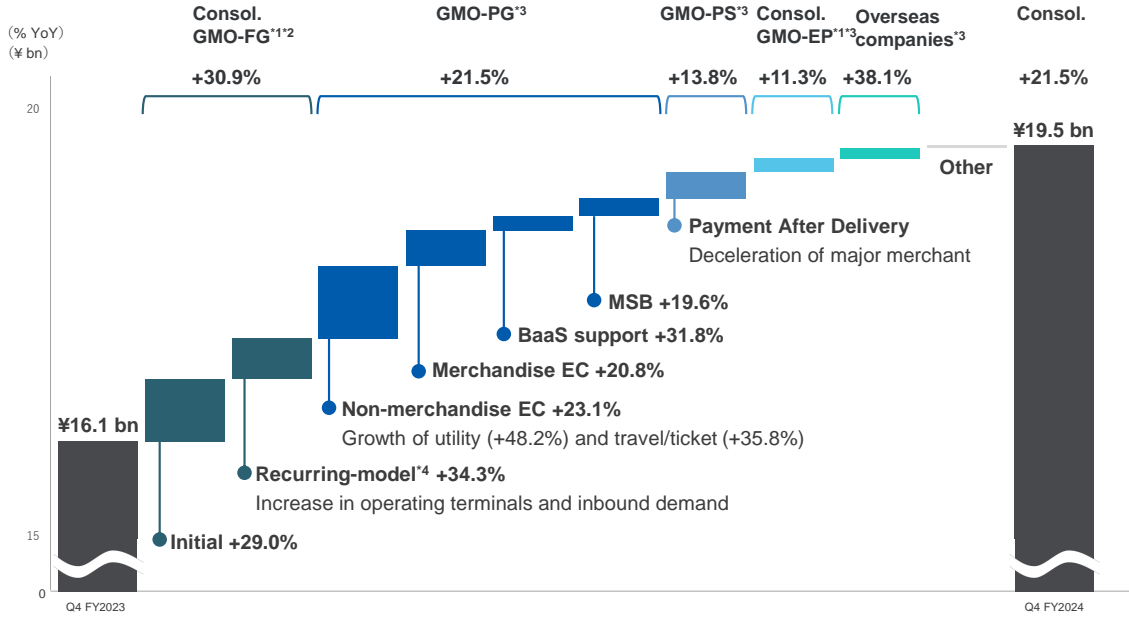 (% YoY)
(¥ bn)
Consol.
GMO-FG*1*2
GMO-PG*3
GMO-PS*3
Consol.
GMO-EP*1*3
Overseas
companies*3
Consol.
+30.9%
+21.5%
+13.8%
+11.3%
+38.1%
+21.5%
20
¥19.5 bn
Other
Payment After Delivery
Deceleration of major merchant
MSB +19.6%
BaaS support +31.8%
Merchandise EC +20.8%
Non-merchandise EC +23.1%
Growth of utility (+48.2%) and travel/ticket (+35.8%)
¥16.1 bn
Recurring-model*4 +34.3%
Increase in operating terminals and inbound demand
15
Initial +29.0%
0
Q4 FY2023
Q4 FY2024